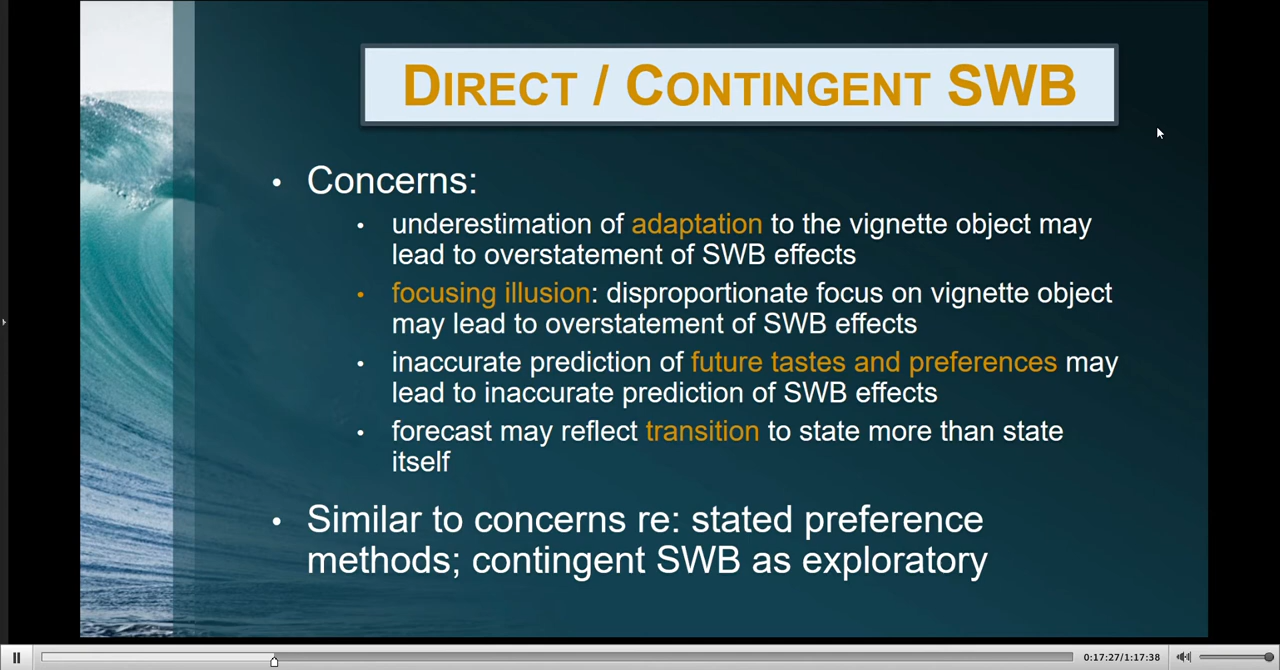 DIRECT / CONTINGENT SWB
• Concerns:
• underestimation of adaptation to the vignette object may
lead to overstatement of SWB effects
• focusing illusion: disproportionate focus on vignette object
may lead to overstatement of SWB effects
• inaccurate prediction of future tastes and preferences may
lead to inaccurate prediction of SWB effects
• forecast may reflect transition to state more than state
itself
• Similar to concerns re: stated preference
methods; contingent SWB as exploratory
0:17:27/1:17:38